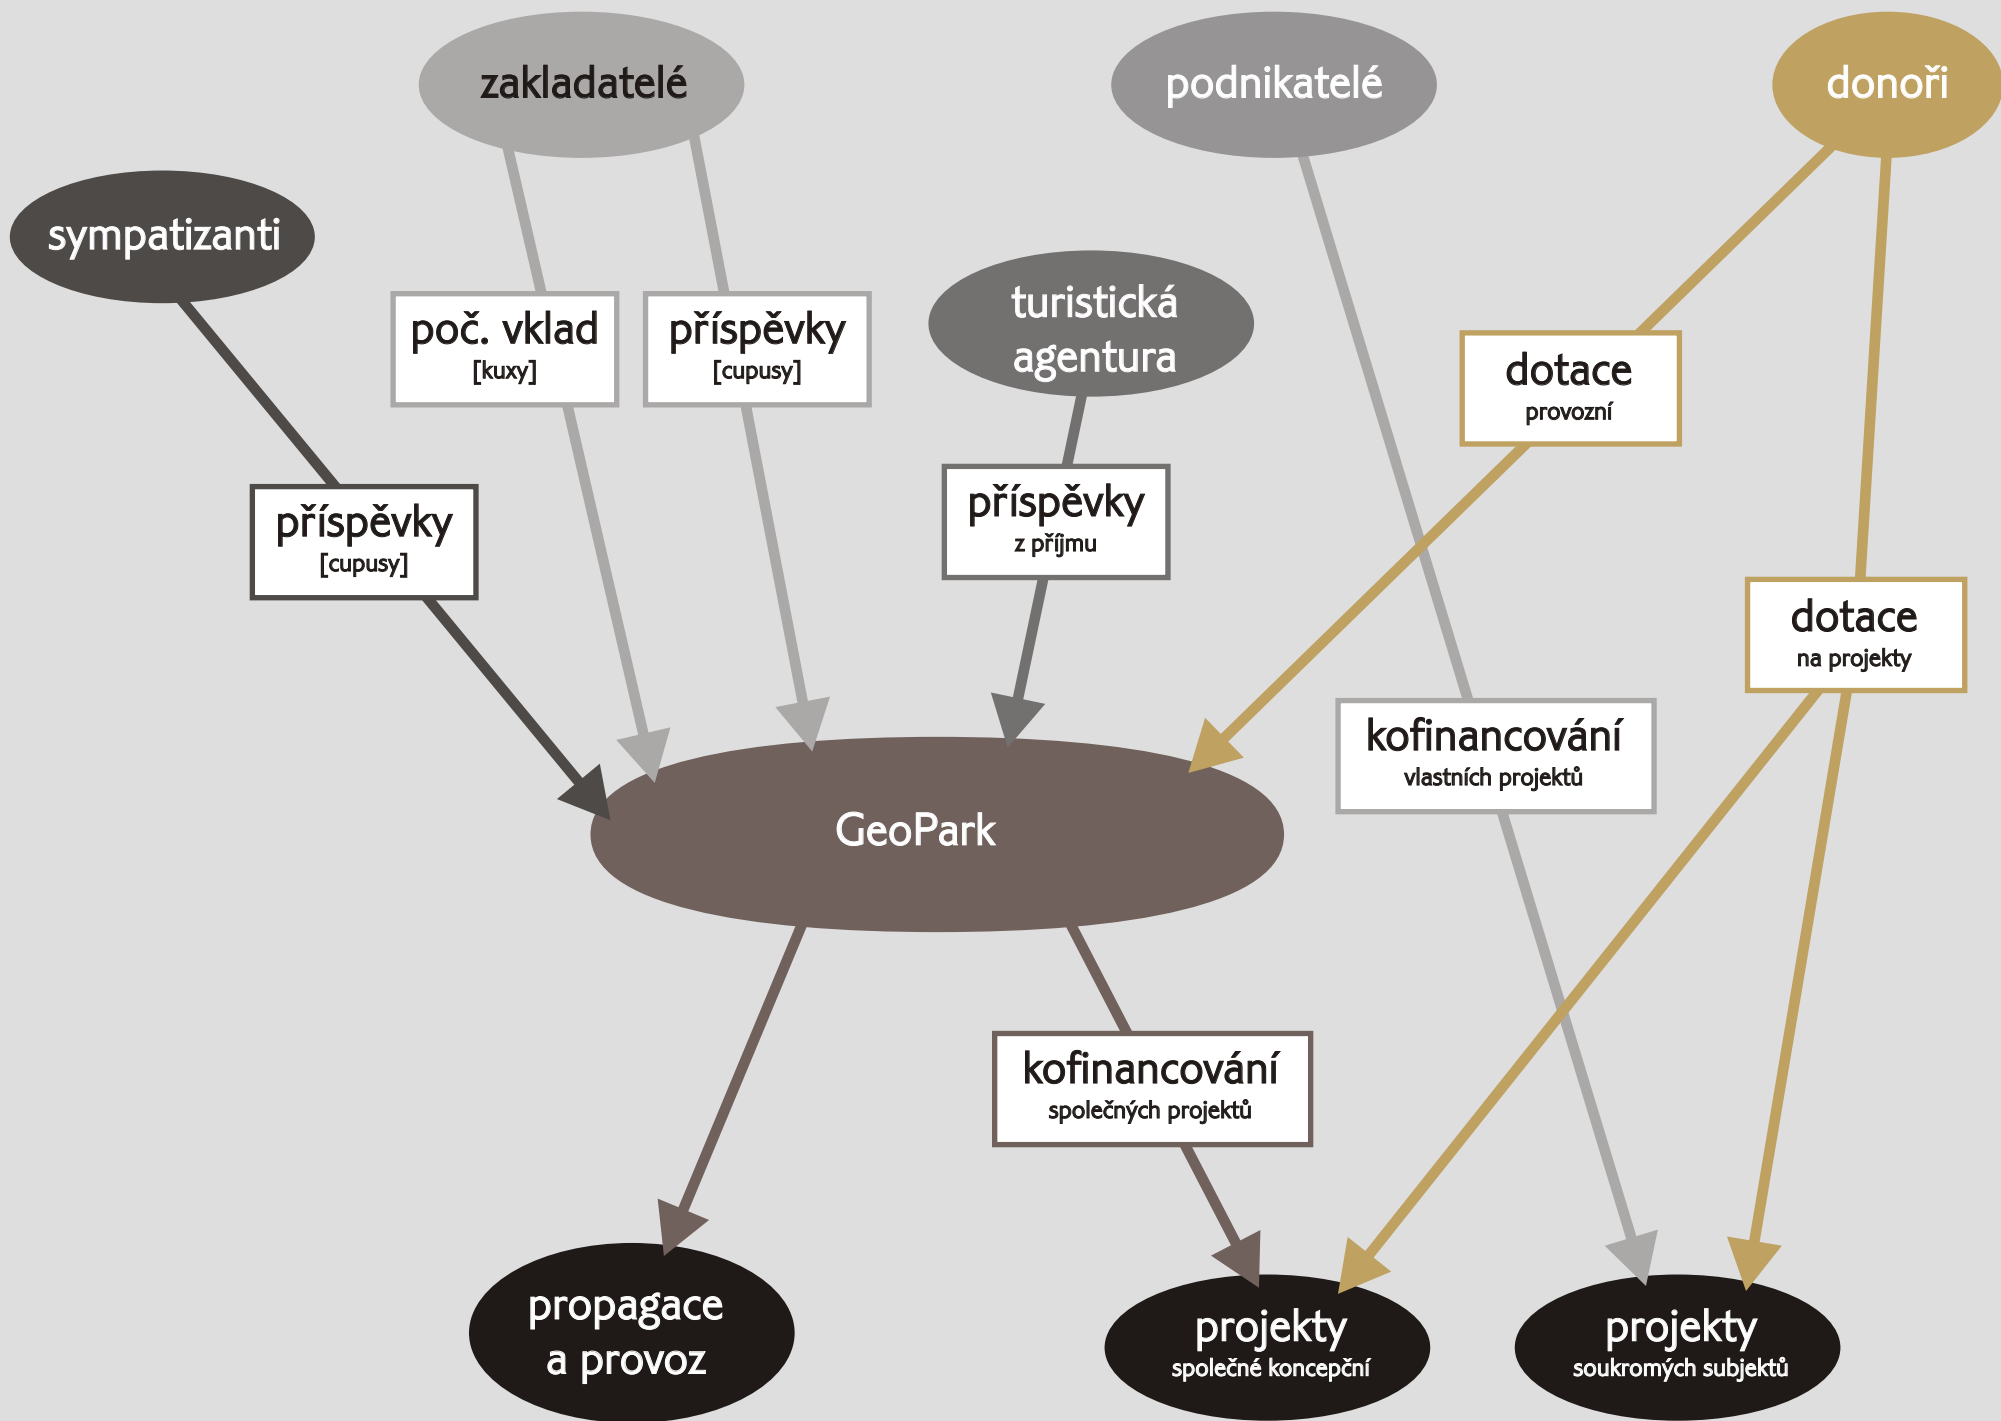 zakladatelé
podnikatelé
donoři
sympatizanti
turistická
agentura
poč. vklad
[kuxy]
příspěvky
[cupusy]
dotace
provozní
příspěvky
[cupusy]
příspěvky
z příjmu
dotace
na projekty
kofinancování
vlastních projektů
GeoPark
kofinancování
společných projektů
propagace
a provoz
projekty
společné koncepční
projekty
soukromých subjektů